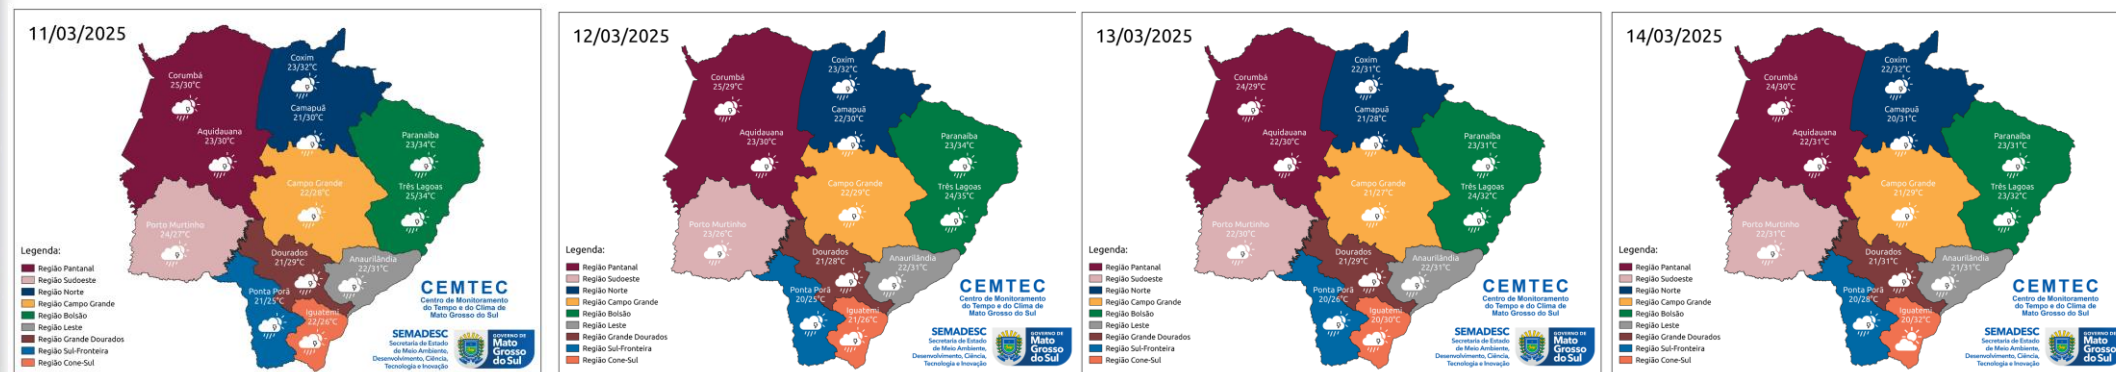 11/03/2025
Coxim
23/32°C
Corumbá
25/30°C
Camapuã
21/30°C
Aquidauana
23/30°C
Paranaíba
23/34°C
Campo Grande
22/28°C
Três Lagoas
25/34°C
Porto Murtinho
24/27°C
Dourados
21/29°C
Anaurilândia
22/31°C
Ponta Porã
21/25°C
Iguatemi
22/26°C
Legenda:
Região Pantanal
Região Sudoeste
Região Norte
Região Campo Grande
Região Bolsão
Região Leste
Região Grande Dourados
Região Sul-Fronteira
Região Cone-Sul
CEMTEC
Centro de Monitoramento
do Tempo e do Clima de
Mato Grosso do Sul
SEMADESC
Secretaria de Estado
de Meio Ambiente,
Desenvolvimento, Ciência,
Tecnologia e Inovação
GOVERNO DE
Mato
Grosso
do Sul
12/03/2025
Coxim
23/32°C
Corumbá
25/29°C
Camapuã
22/30°C
Aquidauana
23/30°C
Paranaíba
23/34°C
Campo Grande
22/29°C
Três Lagoas
24/35°C
Porto Murtinho
23/26°C
Dourados
21/28°C
Anaurilândia
22/31°C
Ponta Porã
20/25°C
Iguatemi
21/26°C
Legenda:
Região Pantanal
Região Sudoeste
Região Norte
Região Campo Grande
Região Bolsão
Região Leste
Região Grande Dourados
Região Sul-Fronteira
Região Cone-Sul
CEMTEC
Centro de Monitoramento
do Tempo e do Clima de
Mato Grosso do Sul
SEMADESC
Secretaria de Estado
de Meio Ambiente,
Desenvolvimento, Ciência,
Tecnologia e Inovação
GOVERNO DE
Mato
Grosso
do Sul
13/03/2025
Coxim
22/31°C
Corumbá
24/29°C
Camapuã
21/28°C
Aquidauana
22/30°C
Paranaíba
23/31°C
Campo Grande
21/27°C
Três Lagoas
24/32°C
Porto Murtinho
22/30°C
Dourados
21/29°C
Anaurilândia
22/31°C
Ponta Porã
20/26°C
Iguatemi
20/30°C
Legenda:
Região Pantanal
Região Sudoeste
Região Norte
Região Campo Grande
Região Bolsão
Região Leste
Região Grande Dourados
Região Sul-Fronteira
Região Cone-Sul
CEMTEC
Centro de Monitoramento
do Tempo e do Clima de
Mato Grosso do Sul
SEMADESC
Secretaria de Estado
de Meio Ambiente,
Desenvolvimento, Ciência,
Tecnologia e Inovação
GOVERNO DE
Mato
Grosso
do Sul
14/03/2025
Coxim
22/32°C
Corumbá
24/30°C
Camapuã
20/31°C
Aquidauana
22/31°C
Paranaíba
23/31°C
Campo Grande
21/29°C
Três Lagoas
23/32°C
Porto Murtinho
22/31°C
Dourados
21/31°C
Anaurilândia
21/31°C
Ponta Porã
20/28°C
Iguatemi
20/32°C
Legenda:
Região Pantanal
Região Sudoeste
Região Norte
Região Campo Grande
Região Bolsão
Região Leste
Região Grande Dourados
Região Sul-Fronteira
Região Cone-Sul
CEMTEC
Centro de Monitoramento
do Tempo e do Clima de
Mato Grosso do Sul
SEMADESC
Secretaria de Estado
de Meio Ambiente,
Desenvolvimento, Ciência,
Tecnologia e Inovação
GOVERNO DE
Mato
Grosso
do Sul